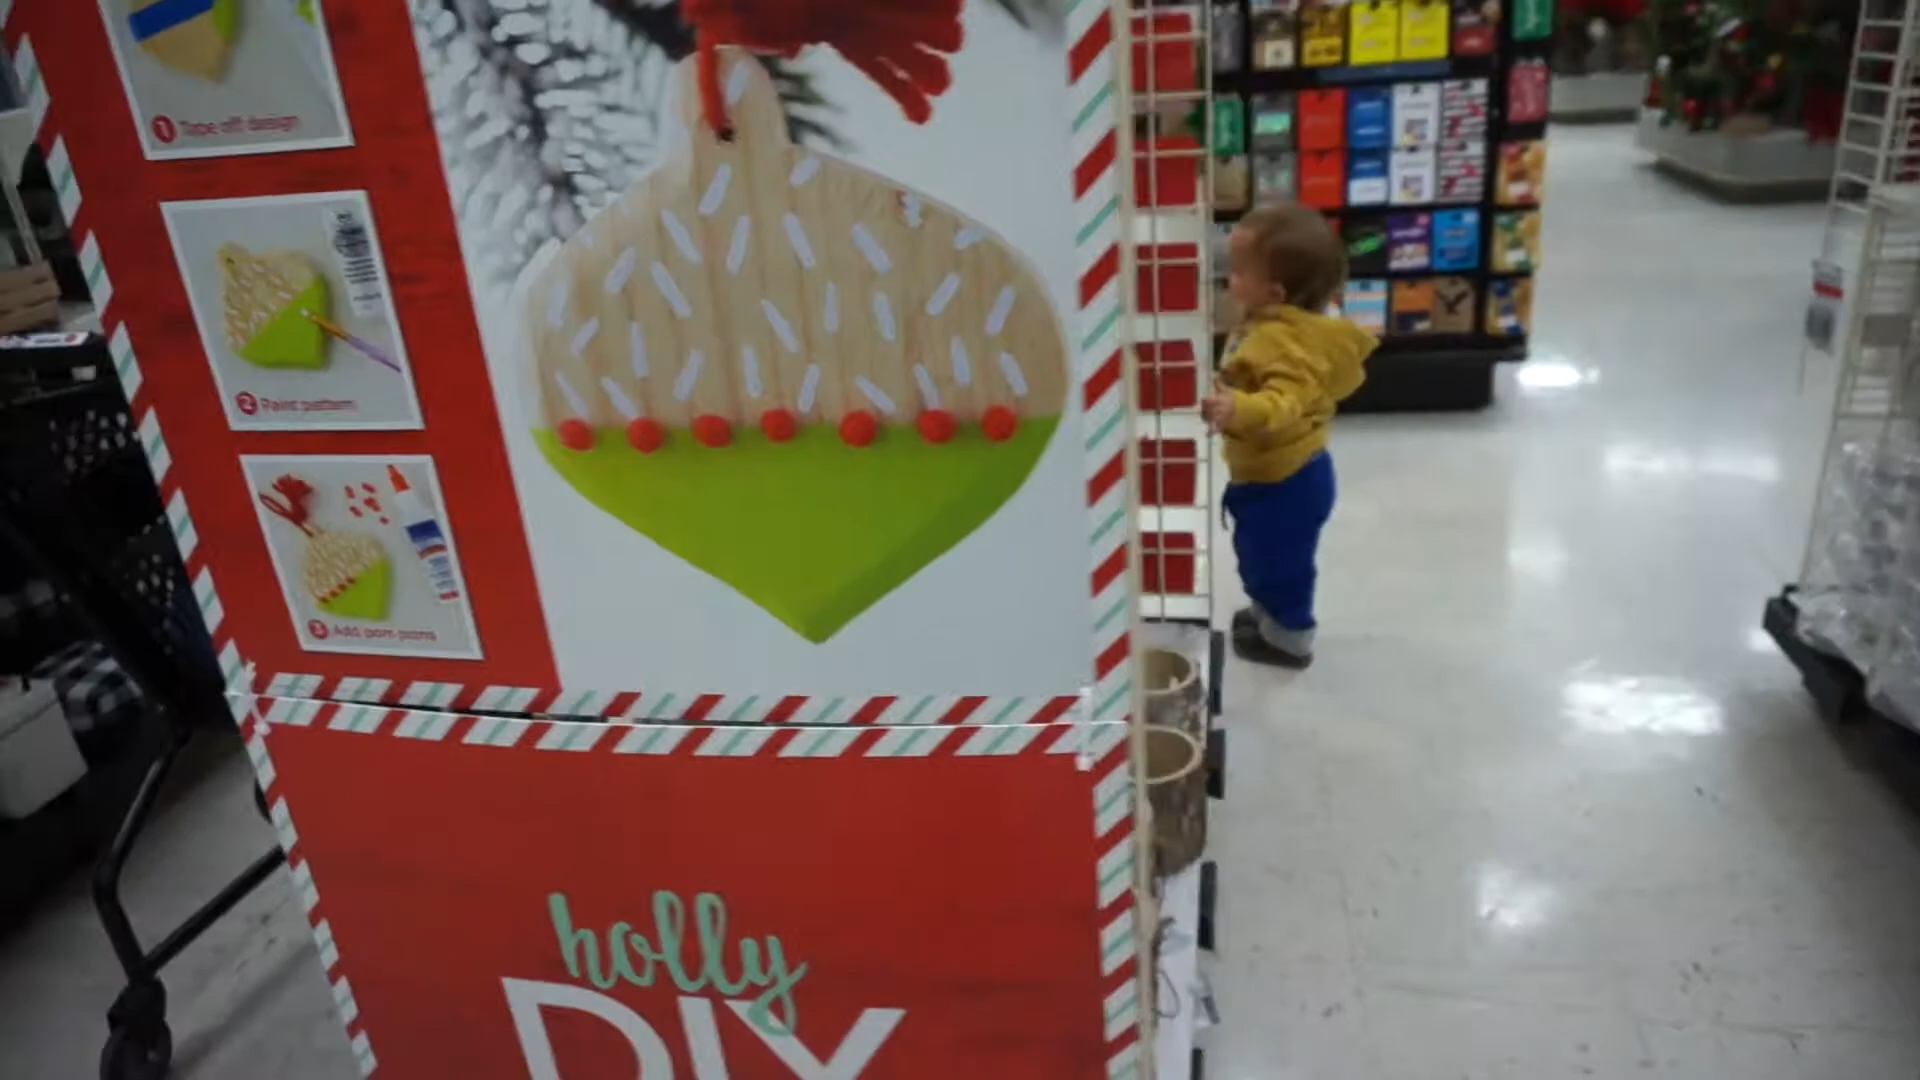 1 Tape off design
2 Paint pattern
3 Add pom poms
holly
DIY